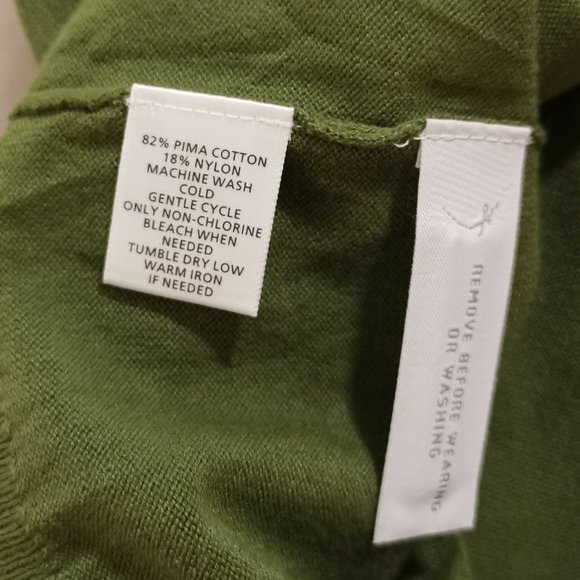 82% PIMA COTTON
18% NYLON
MACHINE WASH
COLD
GENTLE CYCLE
ONLY NON-CHLORINE
BLEACH WHEN
NEEDED
TUMBLE DRY LOW
WARM IRON
IF NEEDED
REMOVE BEFORE WEARING
OR WASHING